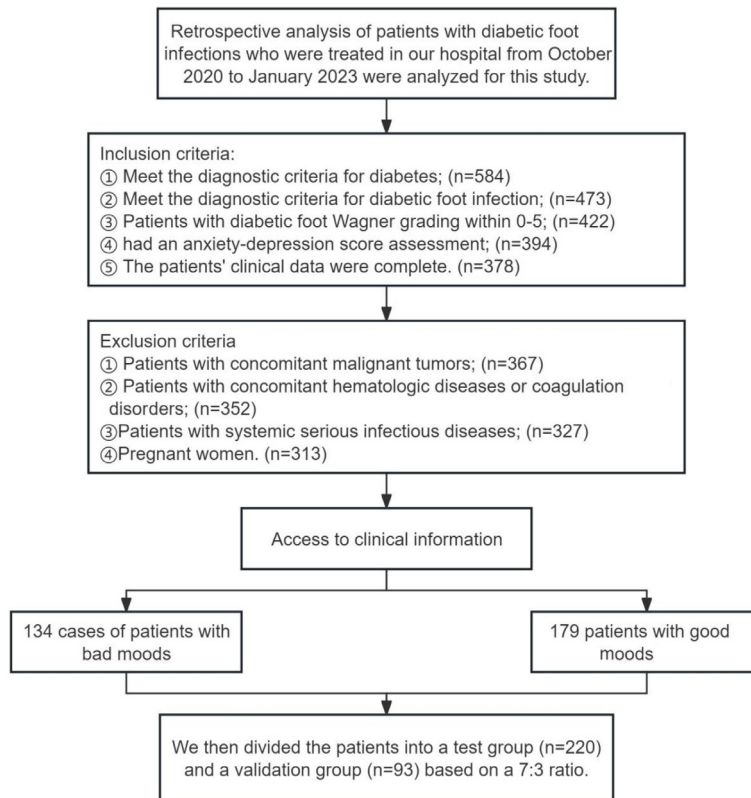 Retrospective analysis of patients with diabetic foot
infections who were treated in our hospital from October
2020 to January 2023 were analyzed for this study.
Inclusion criteria:
① Meet the diagnostic criteria for diabetes; (n=584)
② Meet the diagnostic criteria for diabetic foot infection; (n=473)
③ Patients with diabetic foot Wagner grading within 0-5; (n=422)
④ had an anxiety-depression score assessment; (n=394)
⑤ The patients' clinical data were complete. (n=378)
Exclusion criteria
① Patients with concomitant malignant tumors; (n=367)
② Patients with concomitant hematologic diseases or coagulation
disorders; (n=352)
③Patients with systemic serious infectious diseases; (n=327)
④Pregnant women. (n=313)
Access to clinical information
134 cases of patients with
bad moods
179 patients with good
moods
We then divided the patients into a test group (n=220)
and a validation group (n=93) based on a 7:3 ratio.